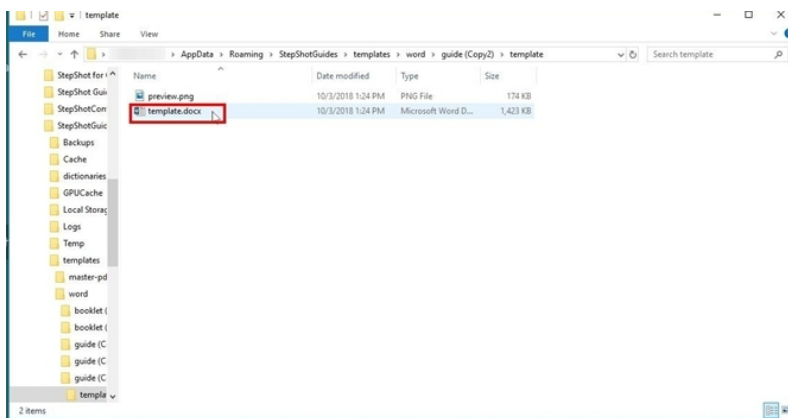 template
File Home Share View
AppData > Roaming > StepShotGuides > templates > word > guide (Copy2) > template
Search template
Name Date modified Type Size
preview.png 10/3/2018 1:24 PM PNG File 174 KB
template.docx 10/3/2018 1:24 PM Microsoft Word D... 1,423 KB
StepShot for
StepShot Gui
StepShotCon
StepShotGuid
Backups
Cache
dictionaries
GPUCache
Local Storag
Logs
Temp
templates
master-pd
word
booklet (
booklet (
guide (C
guide (C
guide (C
templa
2 items